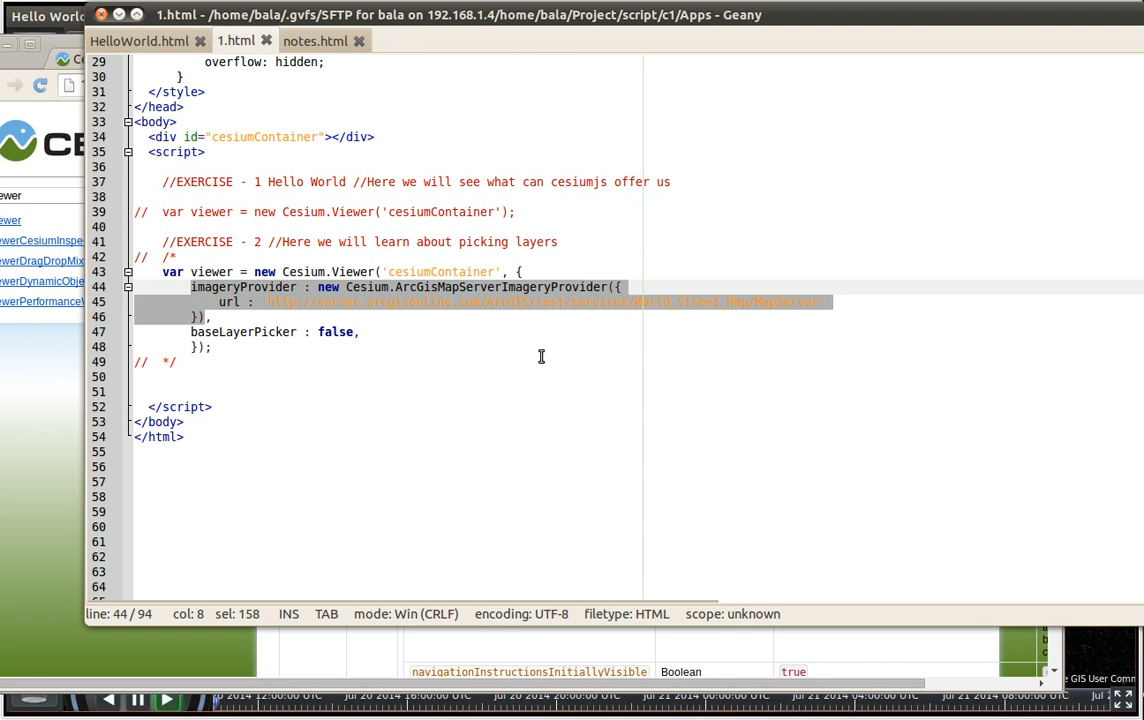 Hello World
1.html - /home/bala/.gvfs/SFTP for bala on 192.168.1.4/home/bala/Project/script/c1/Apps - Geany
HelloWorld.html 1.html notes.html
29 overflow: hidden;
30 }
31 </style>
32 </head>
33 <body>
34 <div id="cesiumContainer"></div>
35 <script>
36
37 //EXERCISE - 1 Hello World //Here we will see what can cesiumjs offer us
38
39 // var viewer = new Cesium.Viewer('cesiumContainer');
40
41 //EXERCISE - 2 //Here we will learn about picking layers
42 // /*
43 var viewer = new Cesium.Viewer('cesiumContainer', {
44 imageryProvider : new Cesium.ArcGisMapServerImageryProvider({
45 url : 'http://server.arcgisonline.com/ArcGIS/rest/services/World_Street_Map/MapServer'
46 }),
47 baseLayerPicker : false,
48 });
49 // */
50
51
52 </script>
53 </body>
54 </html>
55
56
57
58
59
60
61
62
63
64
CE
ewer
ewer
ewerCesiumInspe
ewerDragDropMix
ewerDynamicObje
ewerPerformance
line: 44 / 94 col: 8 sel: 158 INS TAB mode: Win (CRLF) encoding: UTF-8 filetype: HTML scope: unknown
navigationInstructionsInitiallyVisible Boolean true
e GIS User Comm
2014 12:00:00 UTC Jul 20 2014 16:00:00 UTC Jul 20 2014 20:00:00 UTC Jul 21 2014 00:00:00 UTC Jul 21 2014 04:00:00 UTC Jul 21 2014 08:00:00 UTC